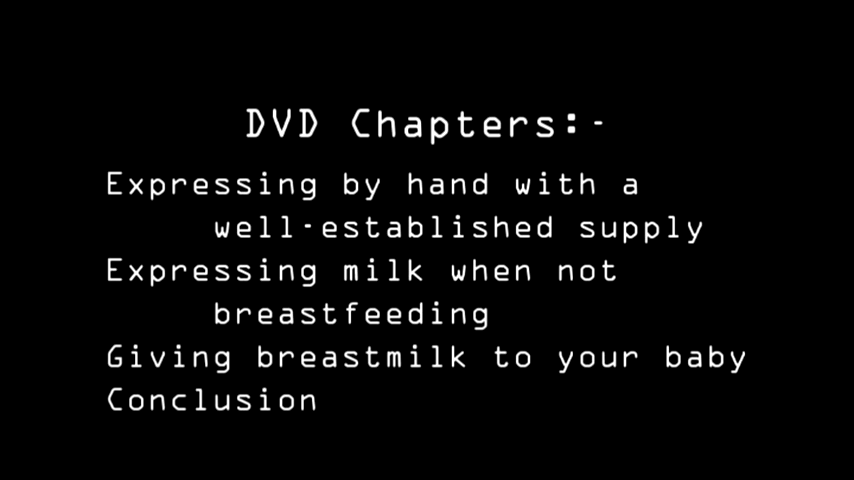 DVD Chapters:-
Expressing by hand with a
well-established supply
Expressing milk when not
breastfeeding
Giving breastmilk to your baby
Conclusion